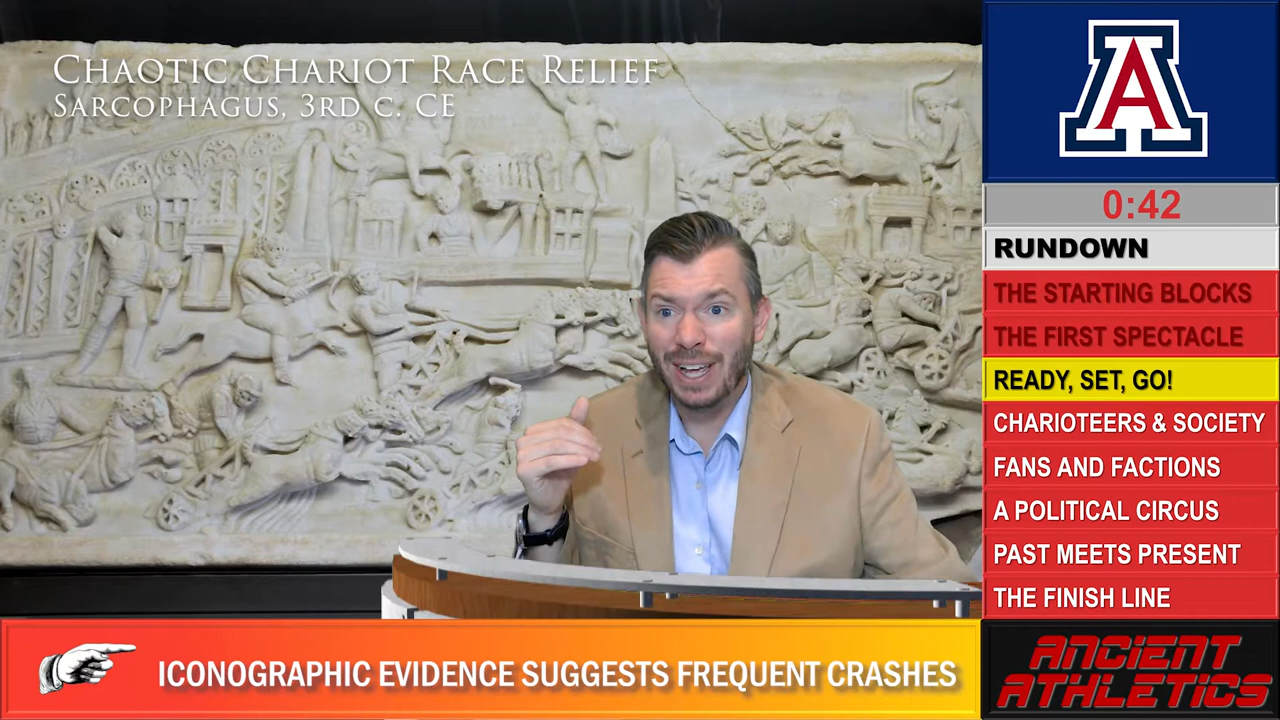 CHAOTIC CHARIOT RACE RELIEF
SARCOPHAGUS, 3RD C. CE
A
0:42
RUNDOWN
THE STARTING BLOCKS
THE FIRST SPECTACLE
READY, SET, GO!
CHARIOTEERS & SOCIETY
FANS AND FACTIONS
A POLITICAL CIRCUS
PAST MEETS PRESENT
THE FINISH LINE
ICONOGRAPHIC EVIDENCE SUGGESTS FREQUENT CRASHES
ANCIENT
ATHLETICS